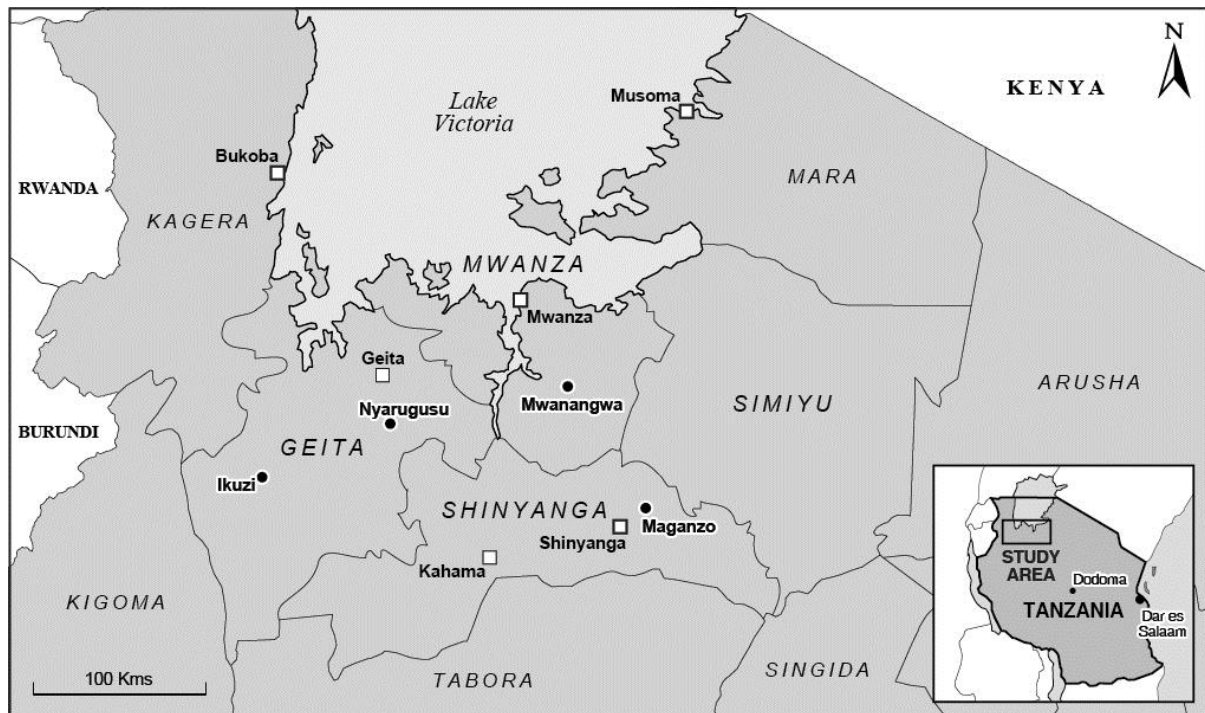 N
KENYA
Musoma
Lake
Victoria
Bukoba
RWANDA
MARA
KAGERA
MWANZA
Mwanza
Geita
ARUSHA
Mwanangwa
SIMIYU
Nyarugusu
BURUNDI
GEITA
Ikuzi
SHINYANGA
Maganzo
Shinyanga
Kahama
STUDY
AREA
Dodoma
TANZANIA
Dar es
Salaam
KIGOMA
SINGIDA
TABORA
100 Kms